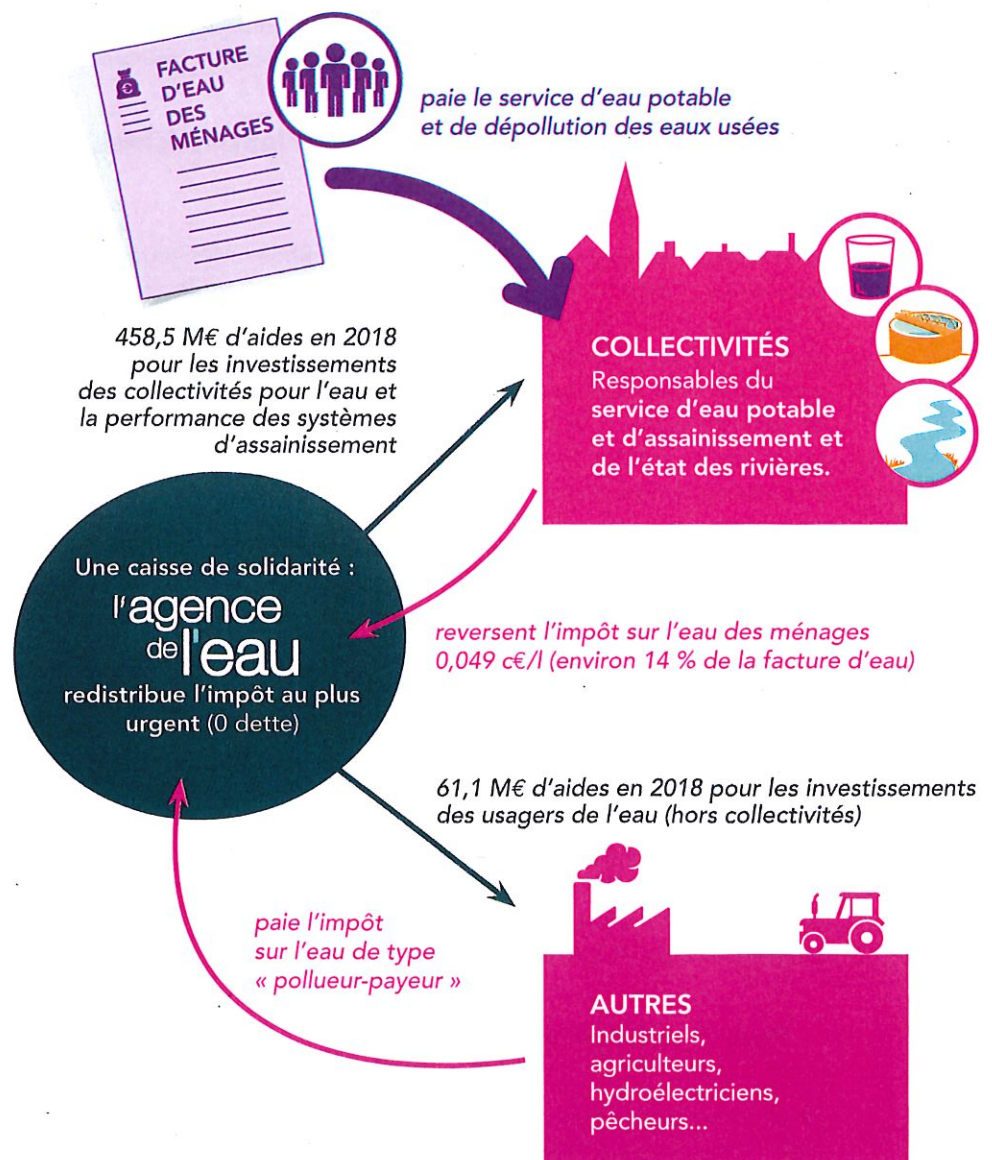 FACTURE
D'EAU
DES
MÉNAGES
paie le service d'eau potable
et de dépollution des eaux usées
458,5 M€ d'aides en 2018
pour les investissements
des collectivités pour l'eau et
la performance des systèmes
d'assainissement
COLLECTIVITÉS
Responsables du
service d'eau potable
et d'assainissement et
de l'état des rivières.
Une caisse de solidarité :
l'agence
de l'eau
redistribue l'impôt au plus
urgent (0 dette)
reversent l'impôt sur l'eau des ménages
0,049 c€/l (environ 14 % de la facture d'eau)
61,1 M€ d'aides en 2018 pour les investissements
des usagers de l'eau (hors collectivités)
paie l'impôt
sur l'eau de type
« pollueur-payeur »
AUTRES
Industriels,
agriculteurs,
hydroélectriciens,
pêcheurs...